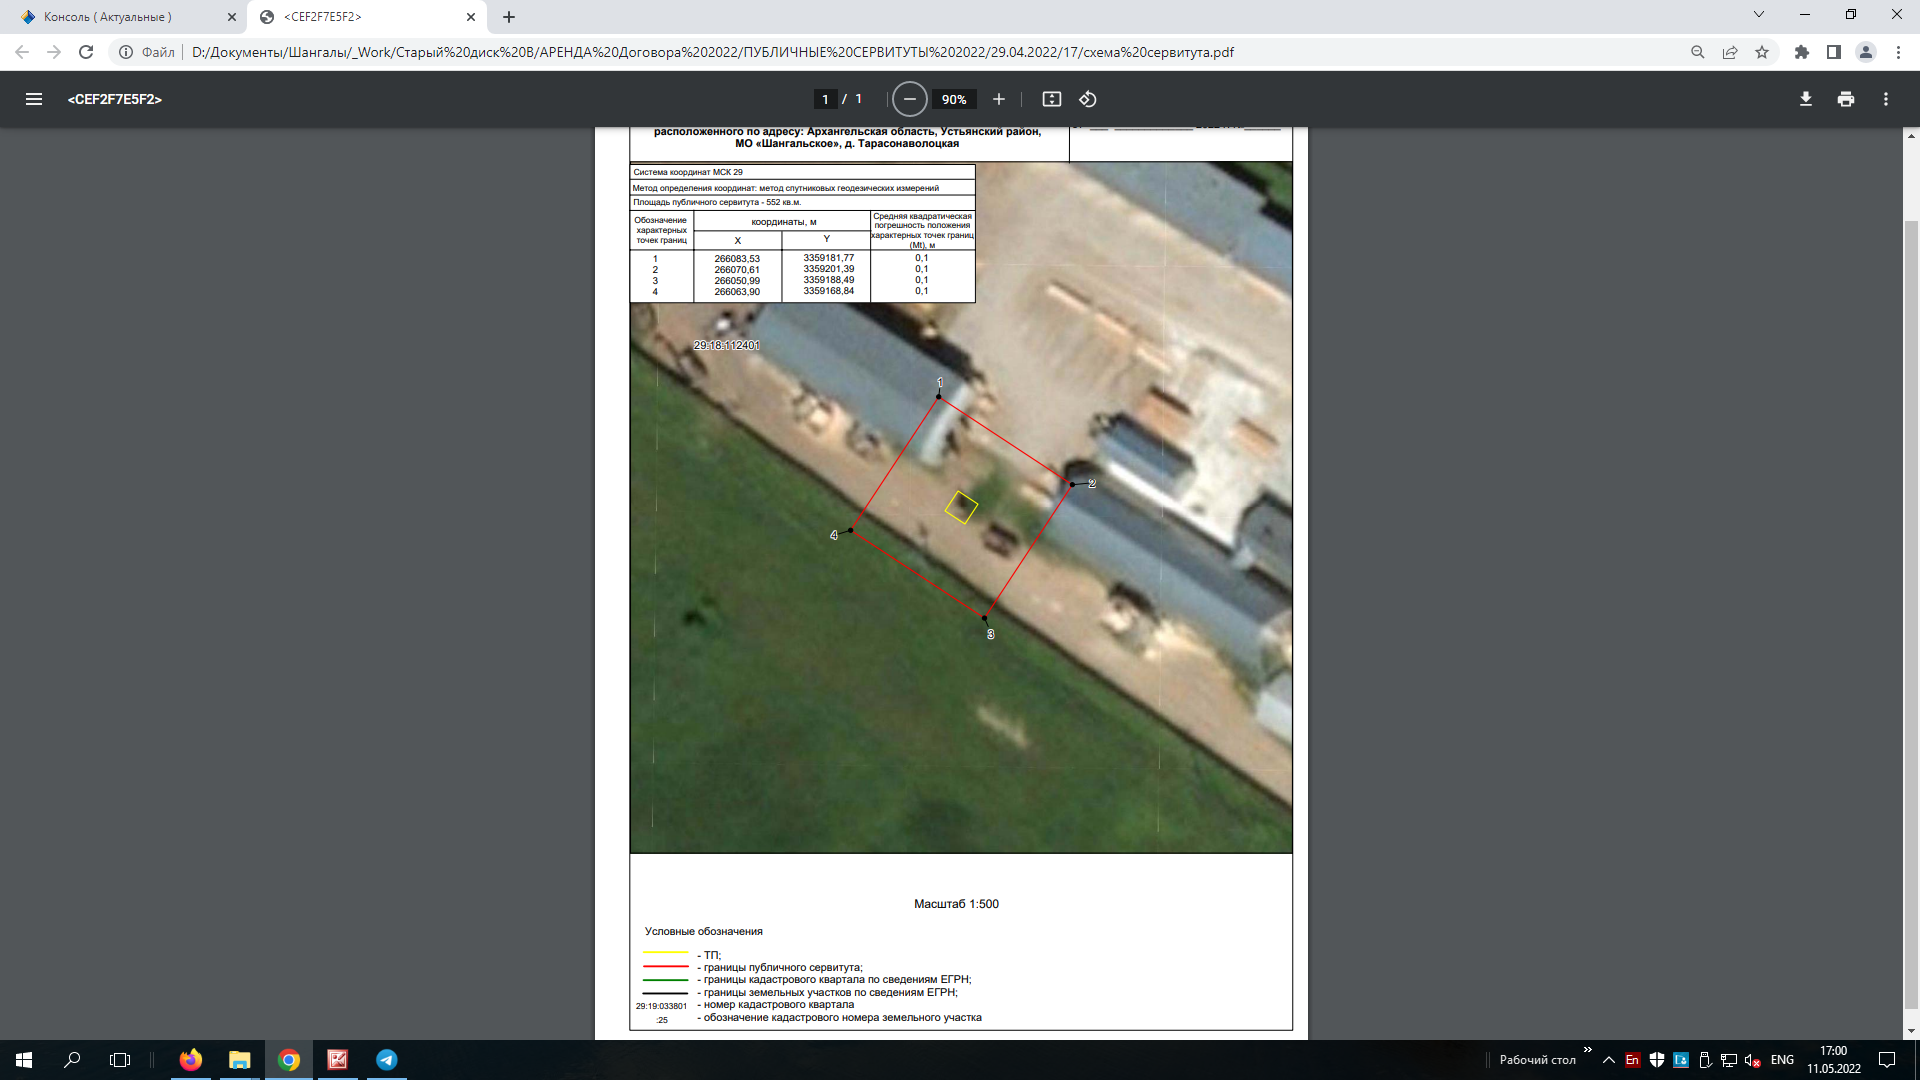 Консоль ( Актуальные )
<CEF2F7E5F2>
Файл
D:/Документы/Шангалы/_Work/Старый%20диск%20В/АРЕНДА%20Договора%202022/ПУБЛИЧНЫЕ%20СЕРВИТУТЫ%202022/29.04.2022/17/схема%20сервитута.pdf
<CEF2F7E5F2>
1 / 1
90%
расположенного по адресу: Архангельская область, Устьянский район,
МО «Шангальское», д. Тарасонаволоцкая
Система координат МСК 29
Метод определения координат: метод спутниковых геодезических измерений
Площадь публичного сервитута - 552 кв.м.
Обозначение характерных точек границ
координаты, м
X
Y
Средняя квадратическая погрешность положения характерных точек границ (Mt), м
1 266083,53 3359181,77 0,1
2 266070,61 3359201,39 0,1
3 266050,99 3359188,49 0,1
4 266063,90 3359168,84 0,1
29:18:112401
1
2
4
3
Масштаб 1:500
Условные обозначения
- ТП;
- границы публичного сервитута;
- границы кадастрового квартала по сведениям ЕГРН;
- границы земельных участков по сведениям ЕГРН;
29:19:033801 - номер кадастрового квартала
:25 - обозначение кадастрового номера земельного участка
Рабочий стол
En
ENG
17:00
11.05.2022